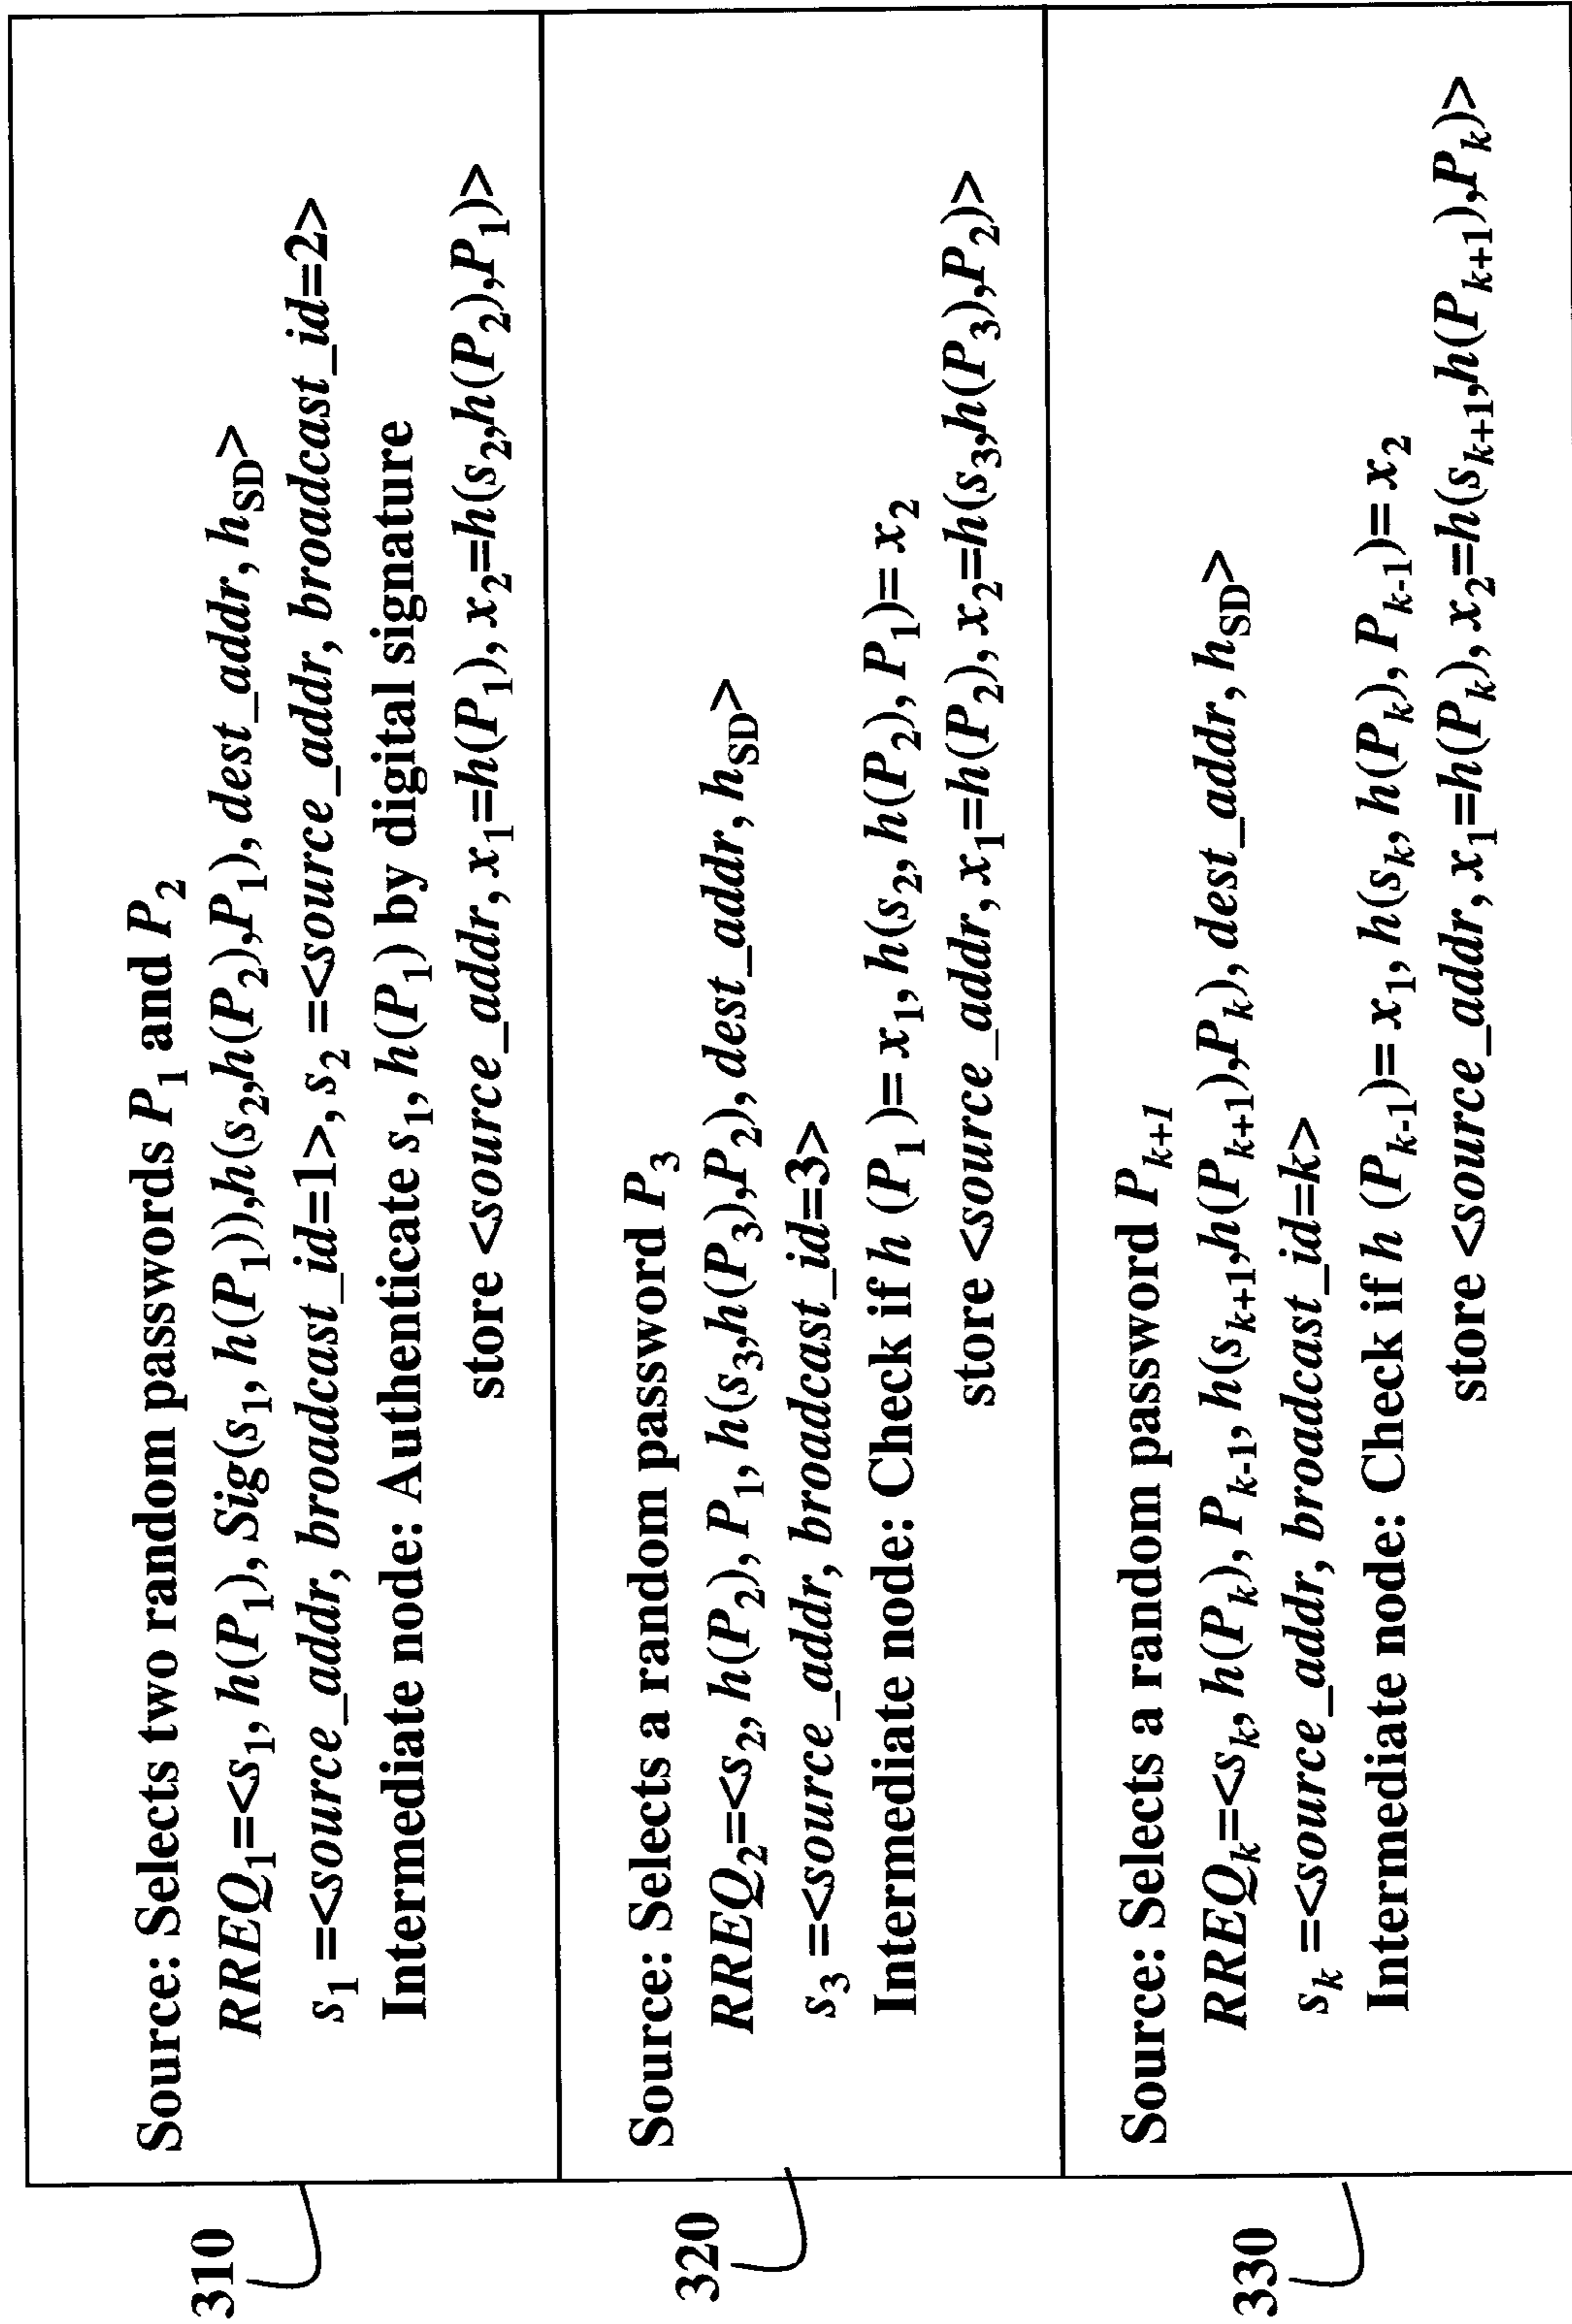 310
Source: Selects two random passwords P₁ and P₂
RREQ₁=<s₁, h(P₁), Sig(s₁, h(P₁)),h(s₂,h(P₂),P₁), dest_addr, h_SD>
s₁ =<source_addr, broadcast_id=1>, s₂ =<source_addr, broadcast_id=2>
Intermediate node: Authenticate s₁, h(P₁) by digital signature
store <source_addr, x₁=h(P₁), x₂=h(s₂,h(P₂),P₁)>
320
Source: Selects a random password P₃
RREQ₂=<s₂, h(P₂), P₁, h(s₃,h(P₃),P₂), dest_addr, h_SD>
s₃ =<source_addr, broadcast_id=3>
Intermediate node: Check if h (P₁)= x₁, h(s₂, h(P₂), P₁)= x₂
store <source_addr, x₁=h(P₂), x₂=h(s₃,h(P₃),P₂)>
330
Source: Selects a random password Pₖ₊₁
RREQₖ=<sₖ, h(Pₖ), Pₖ₋₁, h(sₖ₊₁,h(Pₖ₊₁),Pₖ), dest_addr, h_SD>
sₖ =<source_addr, broadcast_id=k>
Intermediate node: Check if h (Pₖ₋₁)= x₁, h(sₖ, h(Pₖ), Pₖ₋₁)= x₂
store <source_addr, x₁=h(Pₖ), x₂=h(sₖ₊₁,h(Pₖ₊₁),Pₖ)>